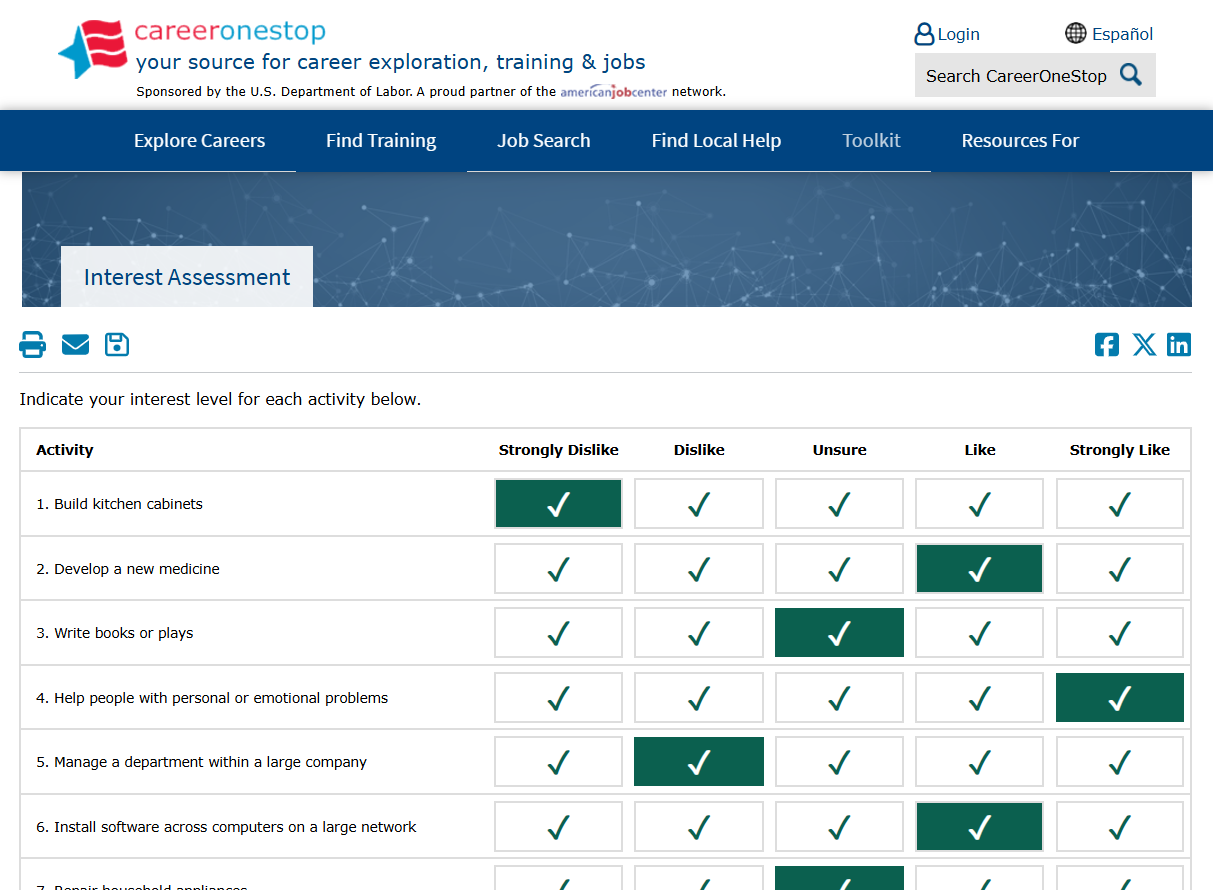 careeronestop
your source for career exploration, training & jobs
Sponsored by the U.S. Department of Labor. A proud partner of the americanjobcenter network.
Login
Español
Search CareerOneStop
Explore Careers
Find Training
Job Search
Find Local Help
Toolkit
Resources For
Interest Assessment
Indicate your interest level for each activity below.
Activity Strongly Dislike Dislike Unsure Like Strongly Like
1. Build kitchen cabinets
2. Develop a new medicine
3. Write books or plays
4. Help people with personal or emotional problems
5. Manage a department within a large company
6. Install software across computers on a large network
7. Repair household appliances